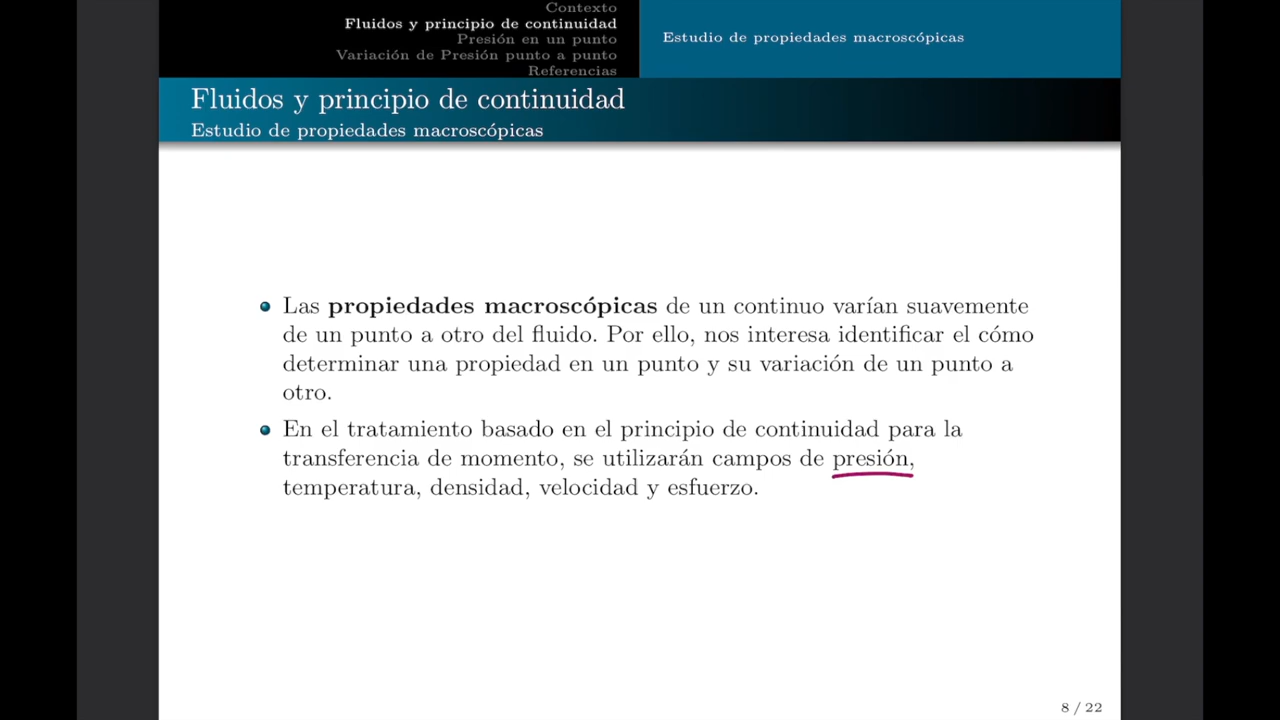 Contexto
Fluidos y principio de continuidad
Presión en un punto
Variación de Presión punto a punto
Referencias
Estudio de propiedades macroscópicas
Fluidos y principio de continuidad
Estudio de propiedades macroscópicas
Las propiedades macroscópicas de un continuo varían suavemente
de un punto a otro del fluido. Por ello, nos interesa identificar el cómo
determinar una propiedad en un punto y su variación de un punto a
otro.
En el tratamiento basado en el principio de continuidad para la
transferencia de momento, se utilizarán campos de presión,
temperatura, densidad, velocidad y esfuerzo.
8 / 22